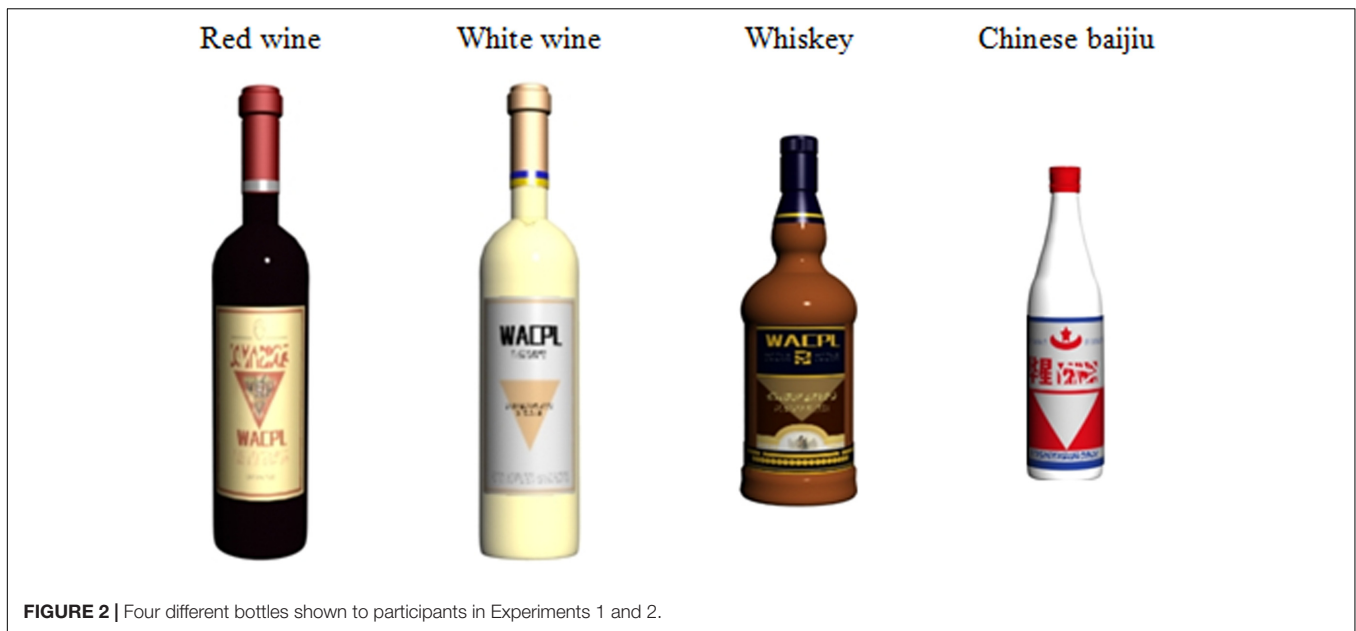 Red wine
White wine
Whiskey
Chinese baijiu
WACPL
WACPL
WACPL
FIGURE 2 | Four different bottles shown to participants in Experiments 1 and 2.